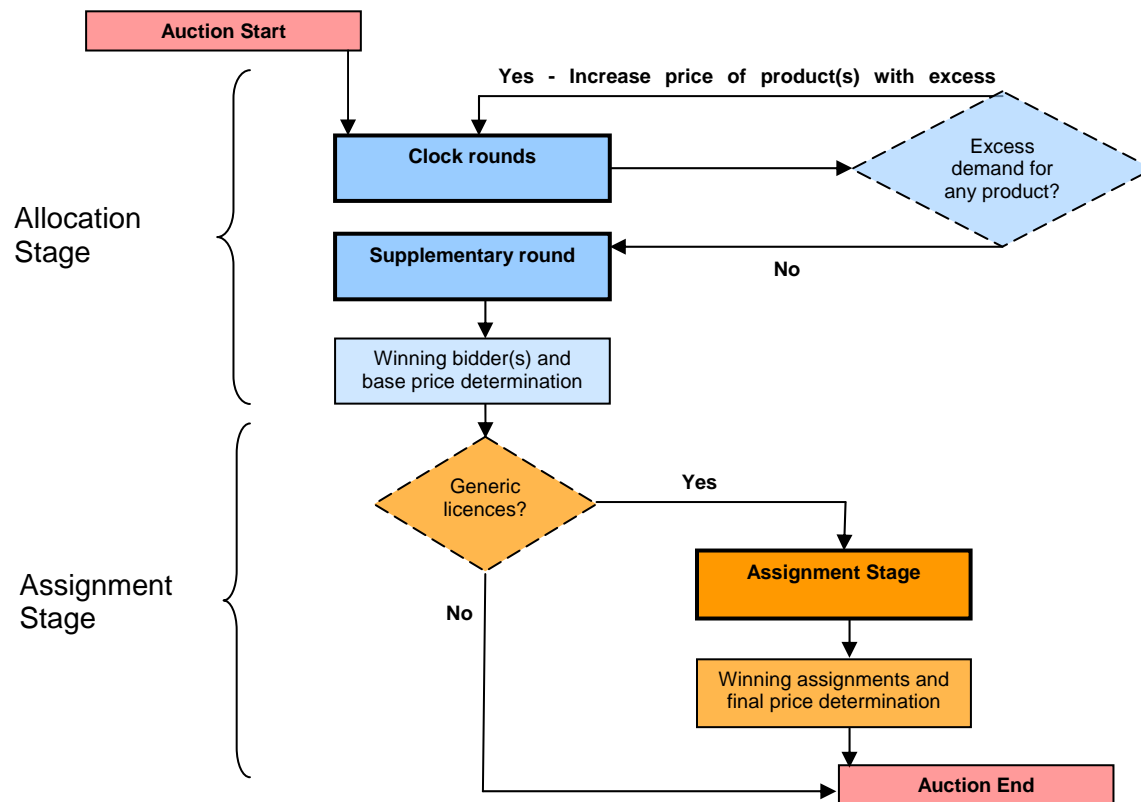 Auction Start
Yes - Increase price of product(s) with excess
Clock rounds
Excess
demand for
any product?
Allocation
Stage
Supplementary round
No
Winning bidder(s) and
base price determination
Generic
licences?
Yes
Assignment Stage
Assignment
Stage
No
Winning assignments and
final price determination
Auction End